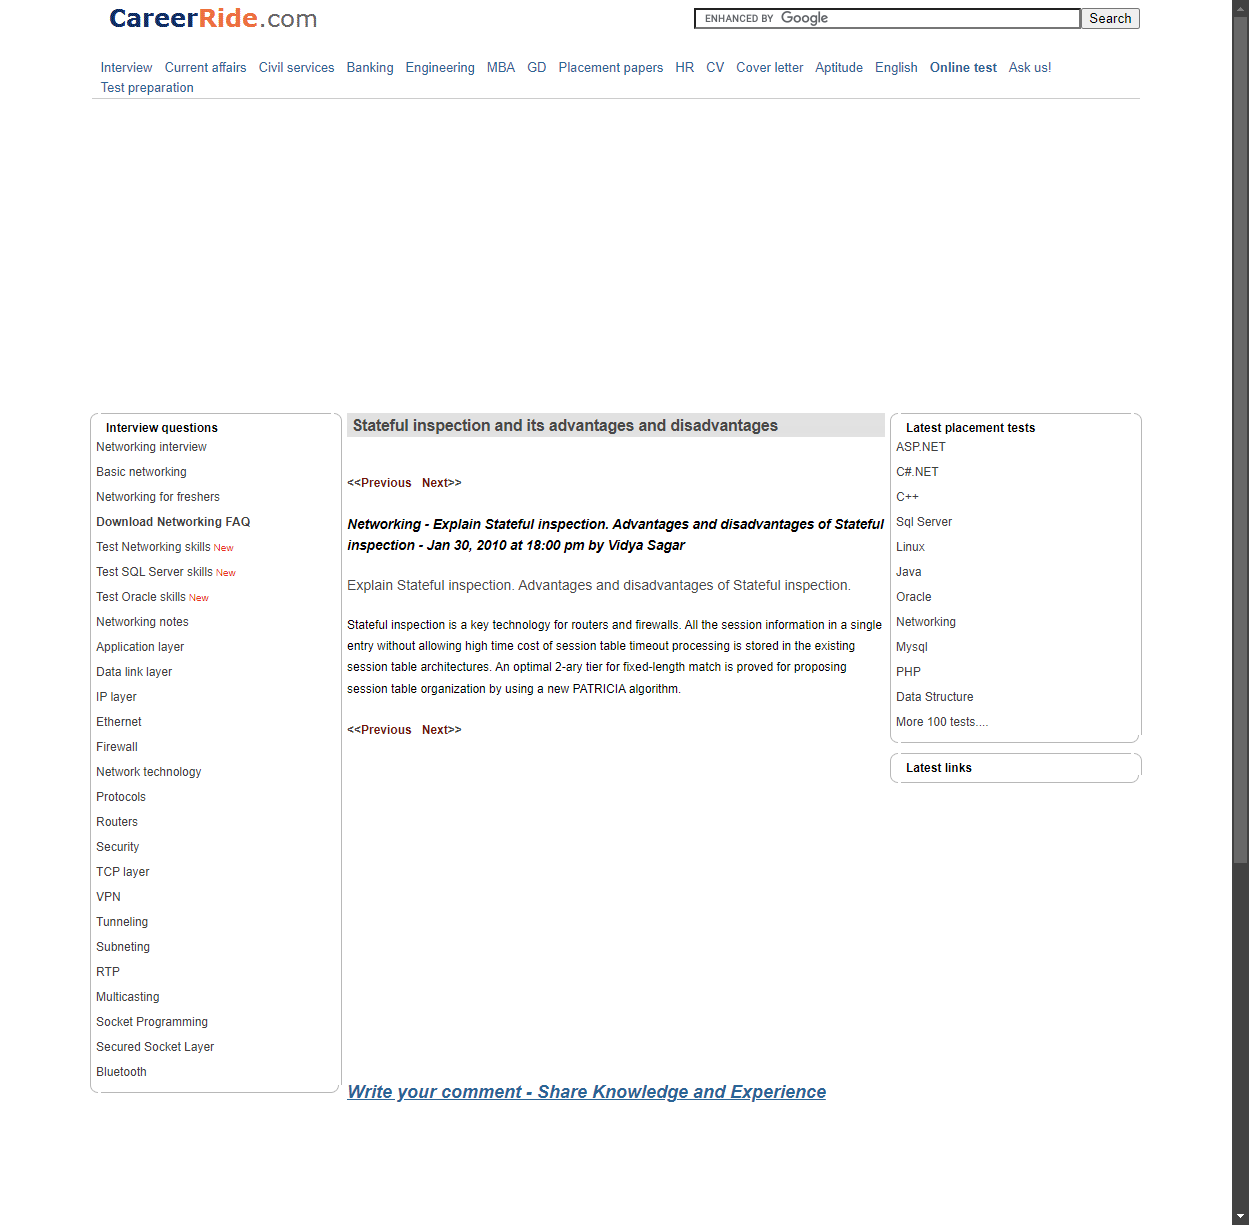 CareerRide.com
ENHANCED BY Google
Search
Interview Current affairs Civil services Banking Engineering MBA GD Placement papers HR CV Cover letter Aptitude English Online test Ask us!
Test preparation
Interview questions
Networking interview
Basic networking
Networking for freshers
Download Networking FAQ
Test Networking skills New
Test SQL Server skills New
Test Oracle skills New
Networking notes
Application layer
Data link layer
IP layer
Ethernet
Firewall
Network technology
Protocols
Routers
Security
TCP layer
VPN
Tunneling
Subneting
RTP
Multicasting
Socket Programming
Secured Socket Layer
Bluetooth
Stateful inspection and its advantages and disadvantages
<<Previous Next>>
Networking - Explain Stateful inspection. Advantages and disadvantages of Stateful
inspection - Jan 30, 2010 at 18:00 pm by Vidya Sagar
Explain Stateful inspection. Advantages and disadvantages of Stateful inspection.
Stateful inspection is a key technology for routers and firewalls. All the session information in a single
entry without allowing high time cost of session table timeout processing is stored in the existing
session table architectures. An optimal 2-ary tier for fixed-length match is proved for proposing
session table organization by using a new PATRICIA algorithm.
<<Previous Next>>
Write your comment - Share Knowledge and Experience
Latest placement tests
ASP.NET
C#.NET
C++
Sql Server
Linux
Java
Oracle
Networking
Mysql
PHP
Data Structure
More 100 tests....
Latest links